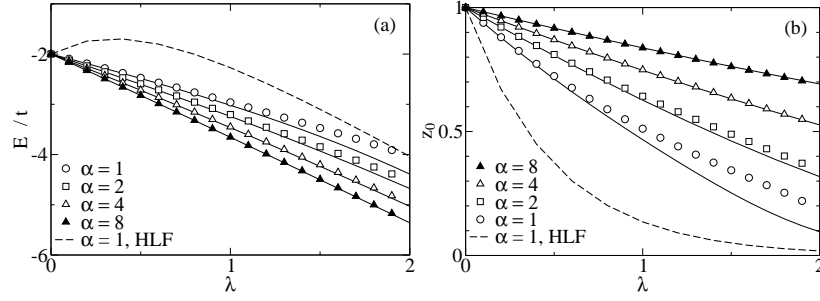 (a)
-2
-4
-6
E / t
α = 1
α = 2
α = 4
α = 8
α = 1, HLF
0
1
2
λ
(b)
1
0.5
0
z0
α = 8
α = 4
α = 2
α = 1
α = 1, HLF
0
1
2
λ